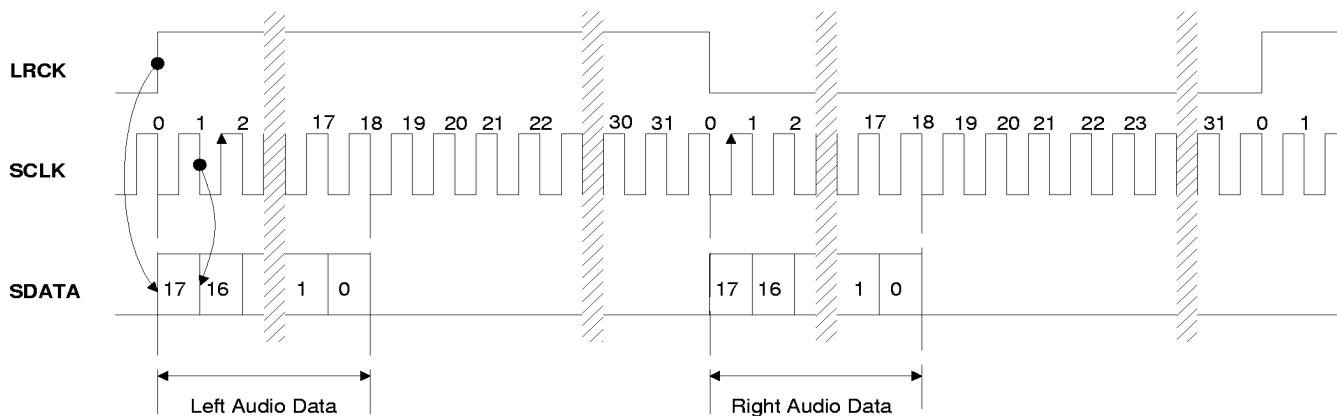 LRCK
0 1 2 17 18 19 20 21 22 30 31 0 1 2 17 18 19 20 21 22 23 31 0 1
SCLK
SDATA
17 16 1 0 17 16 1 0
Left Audio Data Right Audio Data